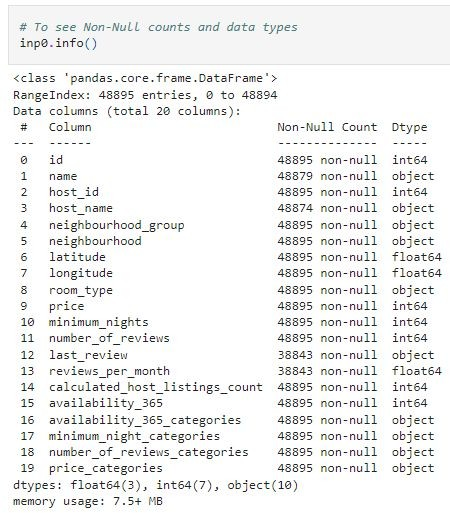 # To see Non-Null counts and data types
inp0.info()
<class 'pandas.core.frame.DataFrame'>
RangeIndex: 48895 entries, 0 to 48894
Data columns (total 20 columns):
 #   Column                          Non-Null Count  Dtype
---  ------                          --------------  -----
 0   id                              48895 non-null  int64
 1   name                            48879 non-null  object
 2   host_id                         48895 non-null  int64
 3   host_name                       48874 non-null  object
 4   neighbourhood_group             48895 non-null  object
 5   neighbourhood                   48895 non-null  object
 6   latitude                        48895 non-null  float64
 7   longitude                       48895 non-null  float64
 8   room_type                       48895 non-null  object
 9   price                           48895 non-null  int64
 10  minimum_nights                  48895 non-null  int64
 11  number_of_reviews               48895 non-null  int64
 12  last_review                     38843 non-null  object
 13  reviews_per_month               38843 non-null  float64
 14  calculated_host_listings_count  48895 non-null  int64
 15  availability_365                48895 non-null  int64
 16  availability_365_categories     48895 non-null  object
 17  minimum_night_categories        48895 non-null  object
 18  number_of_reviews_categories    48895 non-null  object
 19  price_categories                48895 non-null  object
dtypes: float64(3), int64(7), object(10)
memory usage: 7.5+ MB